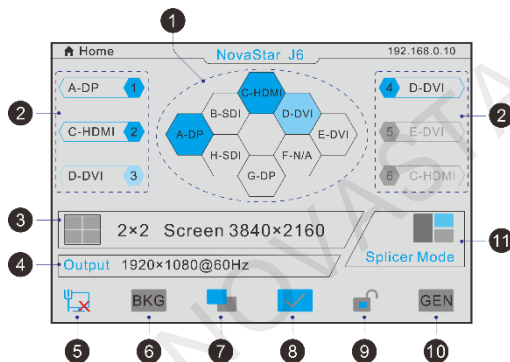 1
Home NovaStar J6 192.168.0.10
2 A-DP 1 C-HDMI 4 D-DVI 2
B-SDI D-DVI
C-HDMI 2 A-DP E-DVI 5 E-DVI
H-SDI F-N/A
D-DVI 3 G-DP 6 C-HDMI
3 2×2 Screen 3840×2160 11
Splicer Mode
4 Output 1920×1080@60Hz
BKG GEN
5 6 7 8 9 10
NOVASTA